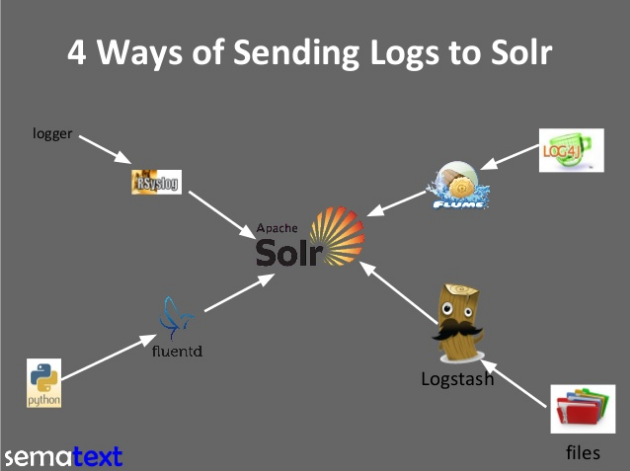 4 Ways of Sending Logs to Solr
logger
RSyslog
LOG4J
FLUME
Apache
Solr
fluentd
python
Logstash
files
sematext